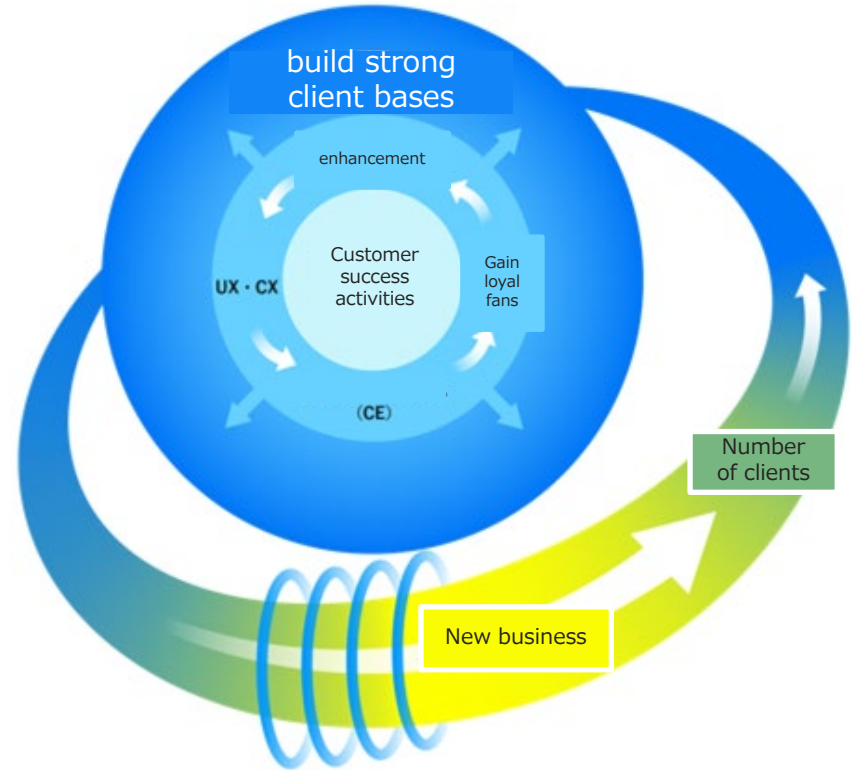 build strong
client bases
enhancement
Customer
success
activities
Gain
loyal
fans
UX・CX
(CE)
Number
of clients
New business